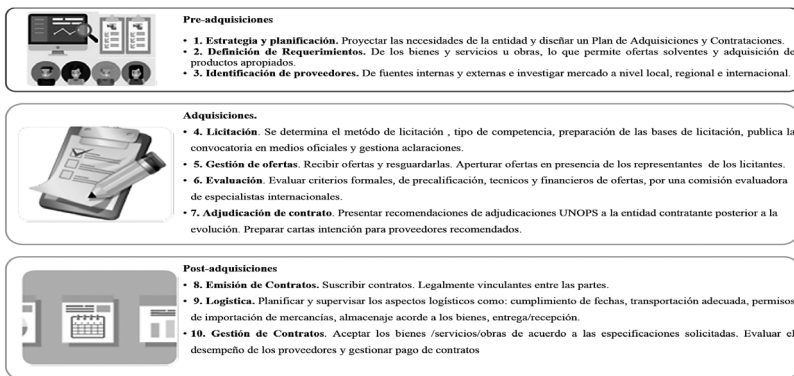 Pre-adquisiciones
• 1. Estrategia y planificación. Proyectar las necesidades de la entidad y diseñar un Plan de Adquisiciones y Contrataciones.
• 2. Definición de Requerimientos. De los bienes y servicios u obras, lo que permite ofertas solventes y adquisición de
productos apropiados.
• 3. Identificación de proveedores. De fuentes internas y externas e investigar mercado a nivel local, regional e internacional.
Adquisiciones.
• 4. Licitación. Se determina el metódo de licitación , tipo de competencia, preparación de las bases de licitación, publica la
convocatoria en medios oficiales y gestiona aclaraciones.
• 5. Gestión de ofertas. Recibir ofertas y resguardarlas. Aperturar ofertas en presencia de los representantes de los licitantes.
• 6. Evaluación. Evaluar criterios formales, de precalificación, tecnicos y financieros de ofertas, por una comisión evaluadora
de especialistas internacionales.
• 7. Adjudicación de contrato. Presentar recomendaciones de adjudicaciones UNOPS a la entidad contratante posterior a la
evolución. Preparar cartas intención para proveedores recomendados.
Post-adquisiciones
• 8. Emisión de Contratos. Suscribir contratos. Legalmente vinculantes entre las partes.
• 9. Logistica. Planificar y supervisar los aspectos logísticos como: cumplimiento de fechas, transportación adecuada, permisos
de importación de mercancías, almacenaje acorde a los bienes, entrega/recepción.
• 10. Gestión de Contratos. Aceptar los bienes /servicios/obras de acuerdo a las especificaciones solicitadas. Evaluar el
desempeño de los proveedores y gestionar pago de contratos